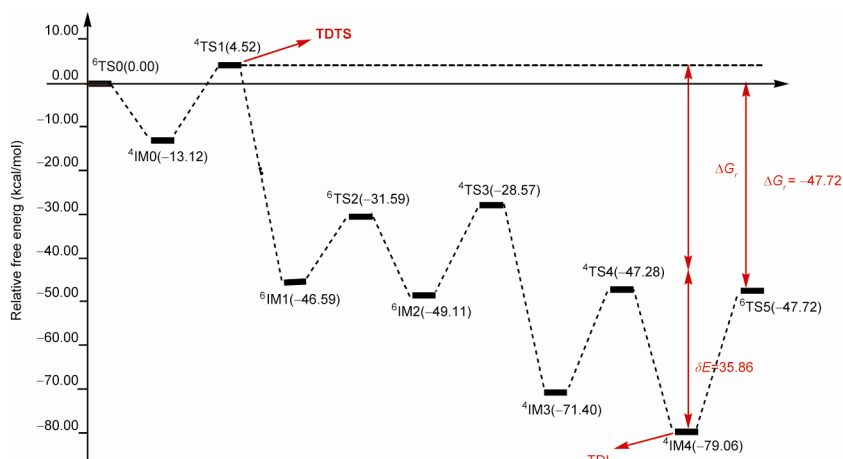 10.00
0.00
−10.00
−20.00
−30.00
−40.00
−50.00
−60.00
−70.00
−80.00
Relative free energ (kcal/mol)
⁶TS0(0.00)
⁴IM0(−13.12)
⁴TS1(4.52)
TDTS
⁶IM1(−46.59)
⁶TS2(−31.59)
⁶IM2(−49.11)
⁴TS3(−28.57)
⁴IM3(−71.40)
⁴TS4(−47.28)
⁴IM4(−79.06)
⁶TS5(−47.72)
ΔGᵣ
ΔGᵣ = −47.72
δE=35.86